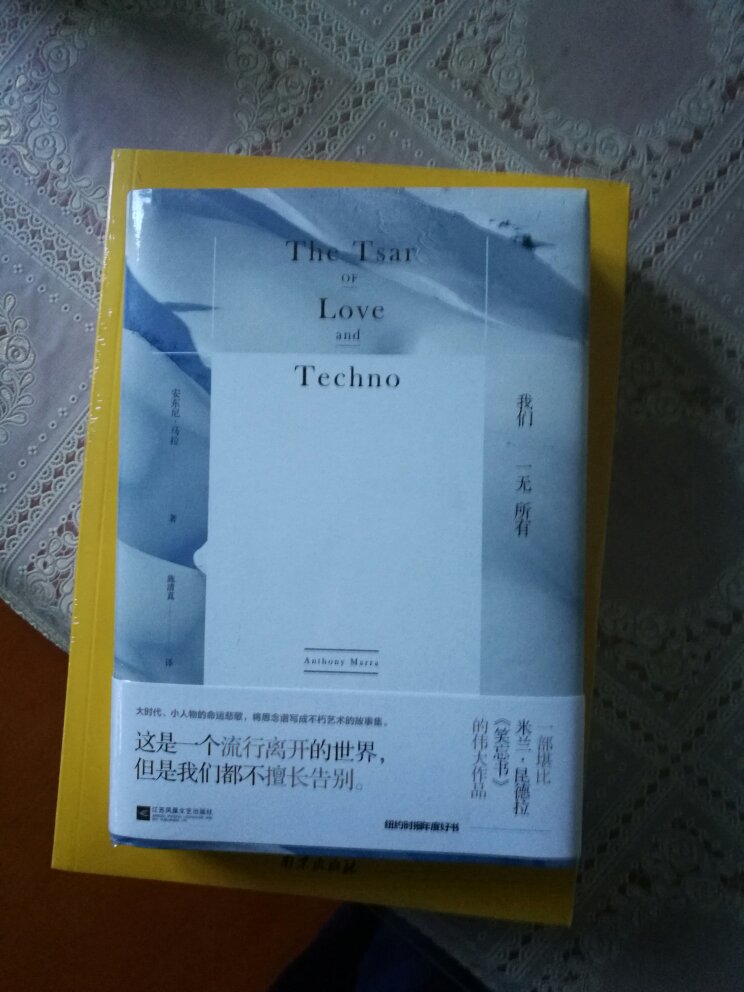 The Tsar
OF
Love
and
Techno
我们 一无所有
安东尼·马拉 著
施清真 译
Anthony Marra
大时代、小人物的命运悲歌,将思念谱写成不朽艺术的故事集。
这是一个流行离开的世界,
但是我们都不擅长告别。
一部堪比
米兰·昆德拉
《笑忘书》
的伟大作品
江苏凤凰文艺出版社
纽约时报年度好书